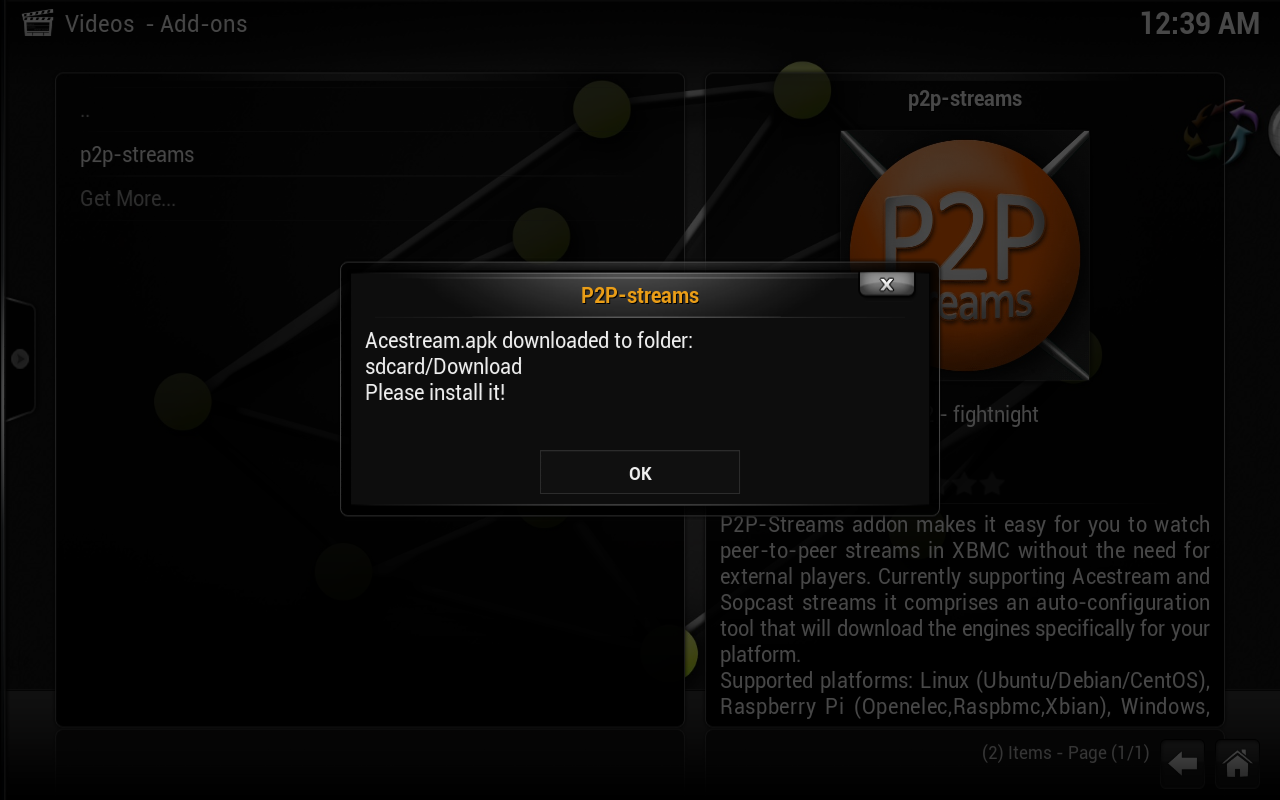 Videos - Add-ons
12:39 AM
..
p2p-streams
Get More...
p2p-streams
P2P
eams
P2P-streams
x
Acestream.apk downloaded to folder:
sdcard/Download
Please install it!
OK
- fightnight
P2P-Streams addon makes it easy for you to watch
peer-to-peer streams in XBMC without the need for
external players. Currently supporting Acestream and
Sopcast streams it comprises an auto-configuration
tool that will download the engines specifically for your
platform.
Supported platforms: Linux (Ubuntu/Debian/CentOS),
Raspberry Pi (Openelec,Raspbmc,Xbian), Windows,
(2) Items - Page (1/1)